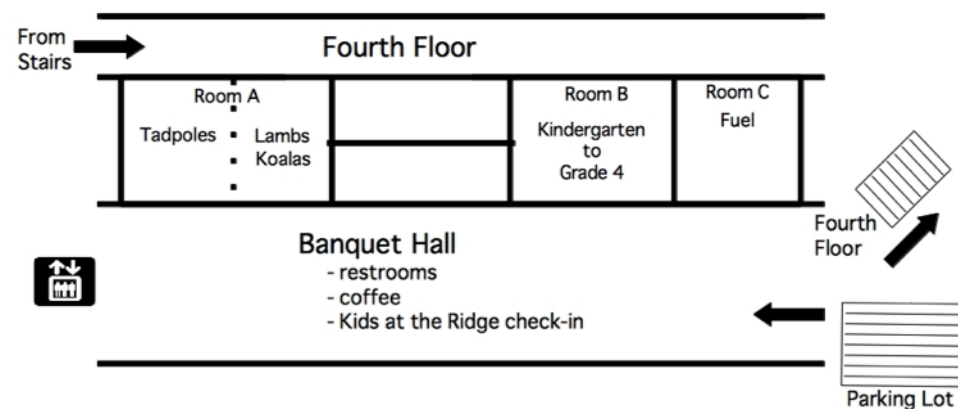 From
Stairs
Fourth Floor
Room A
Tadpoles
Lambs
Koalas
Room B
Kindergarten
to
Grade 4
Room C
Fuel
Fourth
Floor
Banquet Hall
- restrooms
- coffee
- Kids at the Ridge check-in
Parking Lot